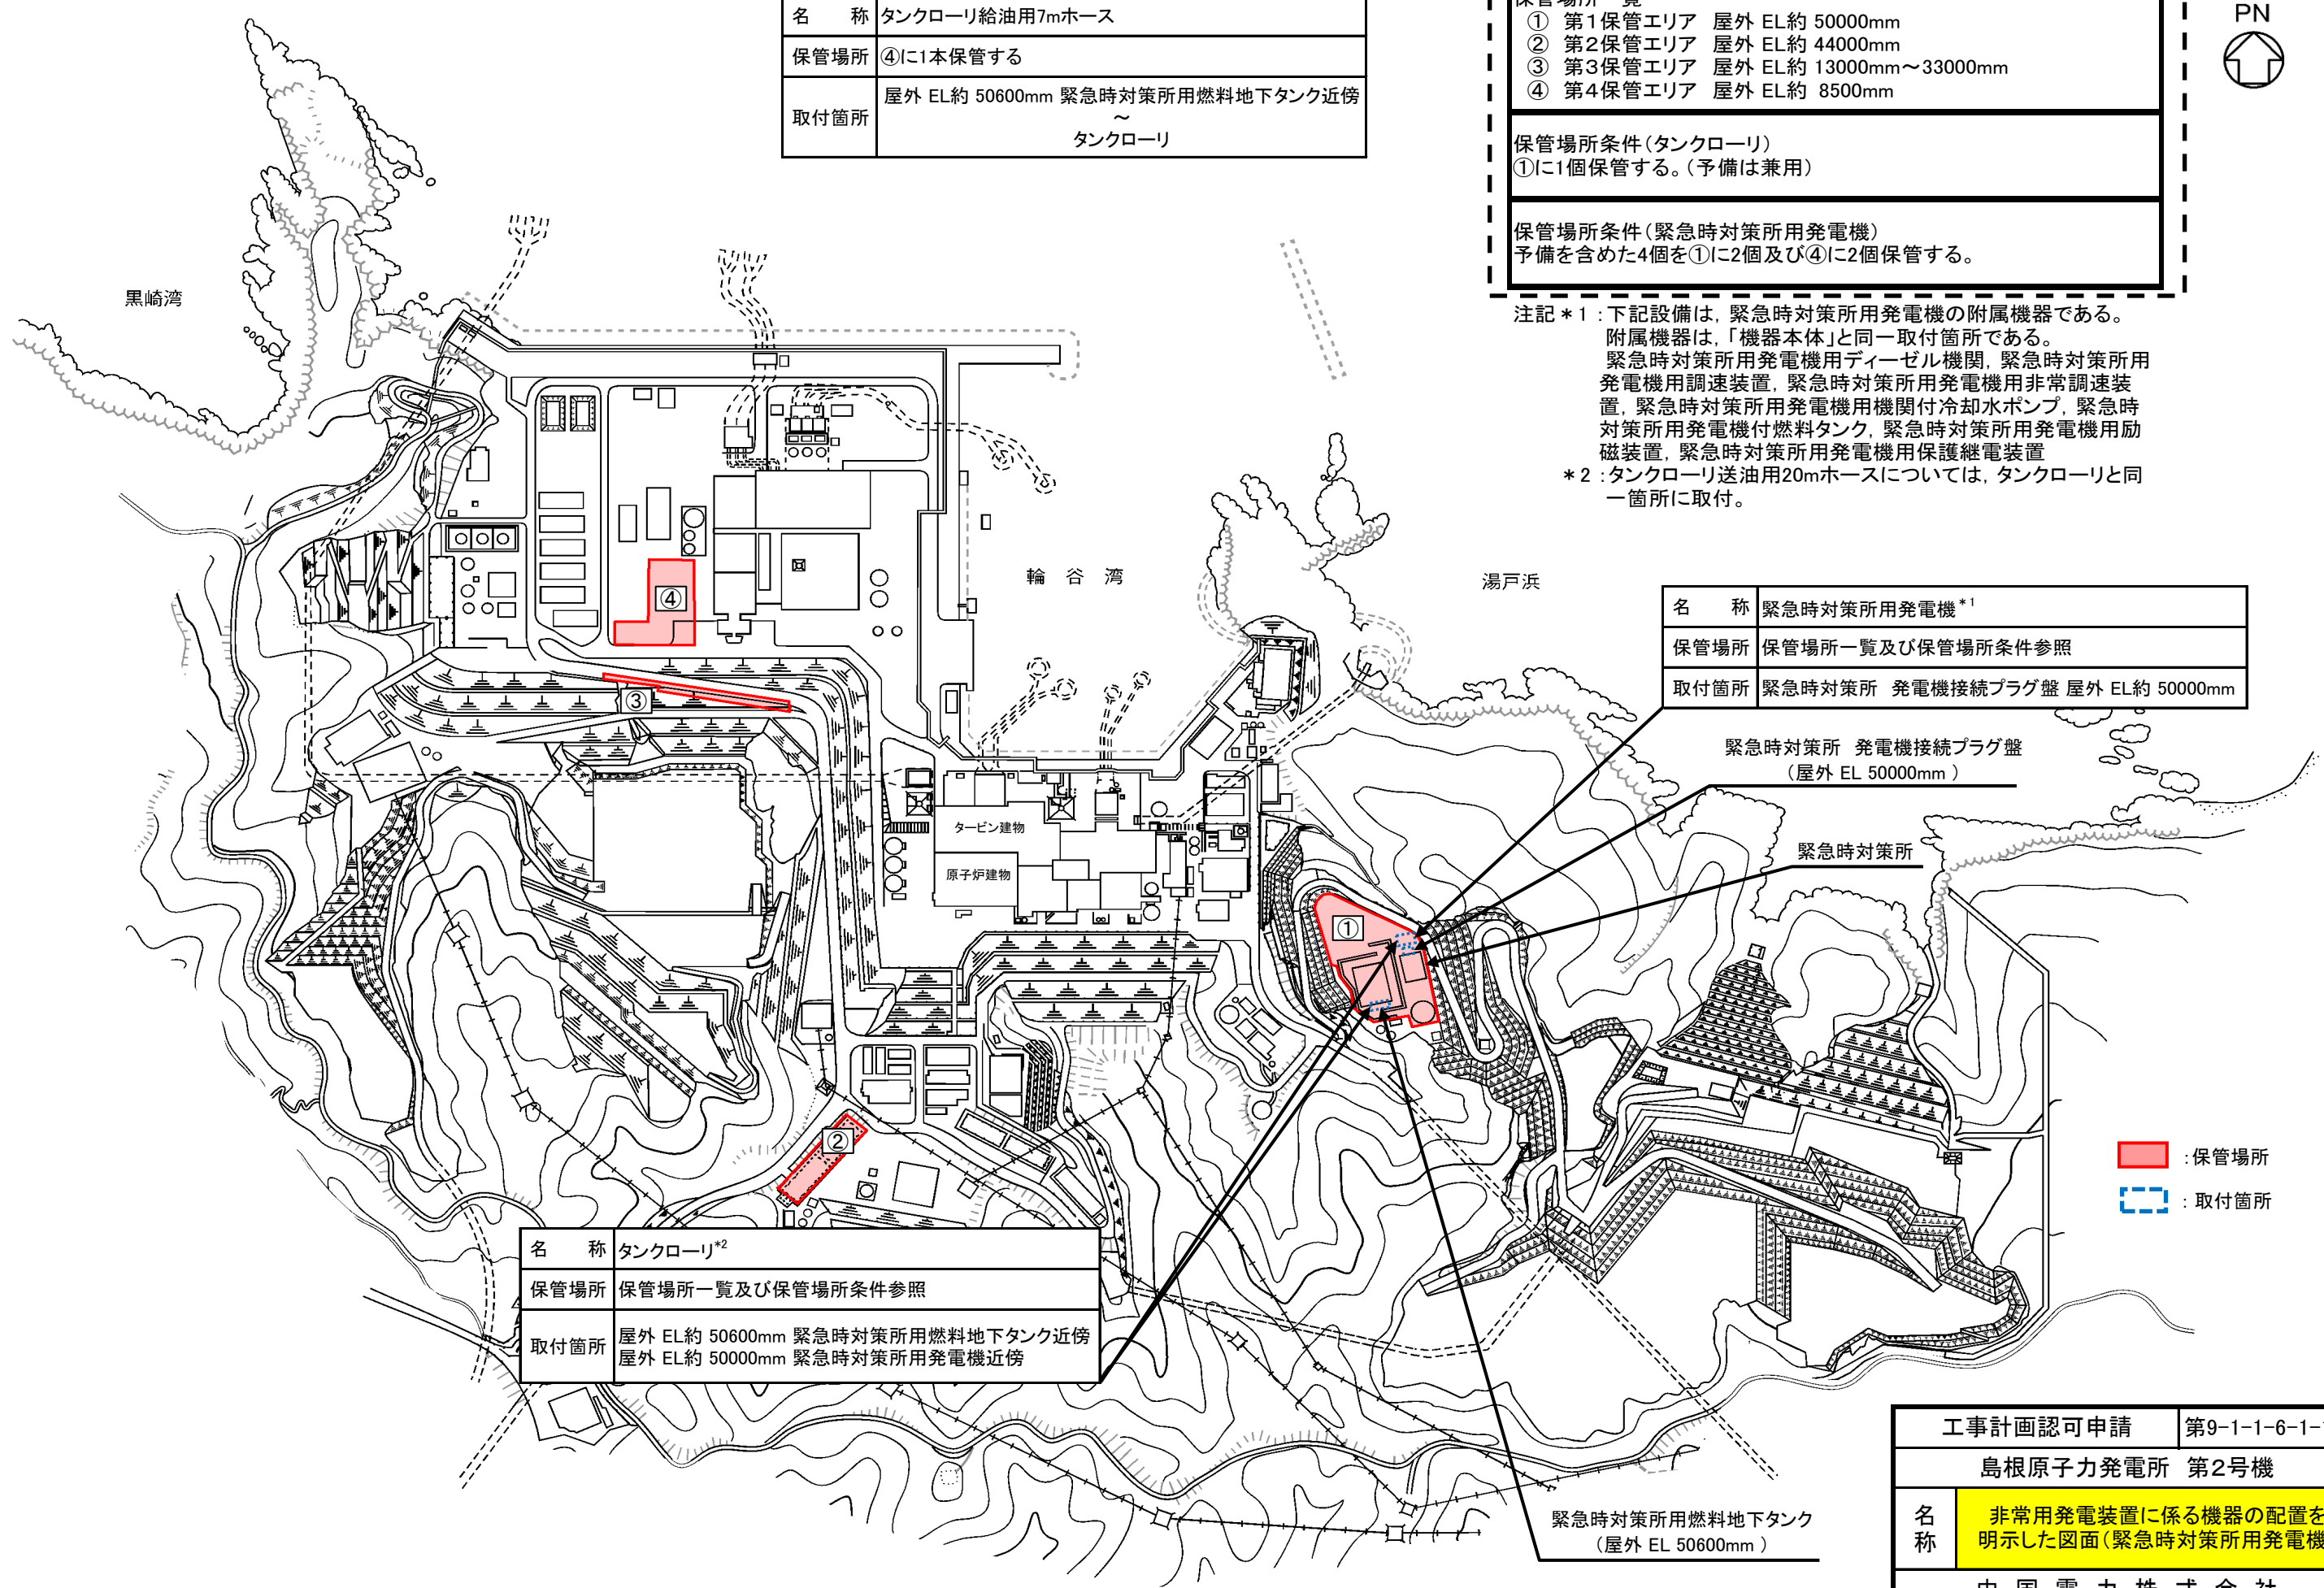 名　称 タンクローリ給油用7mホース
保管場所 ④に1本保管する
取付箇所 屋外 EL約 50600mm 緊急時対策所用燃料地下タンク近傍
～
タンクローリ
① 第1保管エリア 屋外 EL約 50000mm
② 第2保管エリア 屋外 EL約 44000mm
③ 第3保管エリア 屋外 EL約 13000mm～33000mm
④ 第4保管エリア 屋外 EL約 8500mm
保管場所条件(タンクローリ)
①に1個保管する。(予備は兼用)
保管場所条件(緊急時対策所用発電機)
予備を含めた4個を①に2個及び④に2個保管する。
PN
注記＊1：下記設備は，緊急時対策所用発電機の附属機器である。
附属機器は，「機器本体」と同一取付箇所である。
緊急時対策所用発電機用ディーゼル機関，緊急時対策所用
発電機用調速装置，緊急時対策所用発電機用非常調速装
置，緊急時対策所用発電機用機関付冷却水ポンプ，緊急時
対策所用発電機付燃料タンク，緊急時対策所用発電機用励
磁装置，緊急時対策所用発電機用保護継電装置
＊2：タンクローリ送油用20mホースについては，タンクローリと同
一箇所に取付。
黒崎湾
輪谷湾
湯戸浜
名　称 緊急時対策所用発電機*1
保管場所 保管場所一覧及び保管場所条件参照
取付箇所 緊急時対策所 発電機接続プラグ盤 屋外 EL約 50000mm
緊急時対策所 発電機接続プラグ盤
(屋外 EL 50000mm)
緊急時対策所
④
③
タービン建物
原子炉建物
①
②
:保管場所
:取付箇所
名　称 タンクローリ*2
保管場所 保管場所一覧及び保管場所条件参照
取付箇所 屋外 EL約 50600mm 緊急時対策所用燃料地下タンク近傍
屋外 EL約 50000mm 緊急時対策所用発電機近傍
緊急時対策所用燃料地下タンク
(屋外 EL 50600mm)
工事計画認可申請 第9-1-1-6-1-
島根原子力発電所 第2号機
名称 非常用発電装置に係る機器の配置を
明示した図面(緊急時対策所用発電機
中国電力株式会社